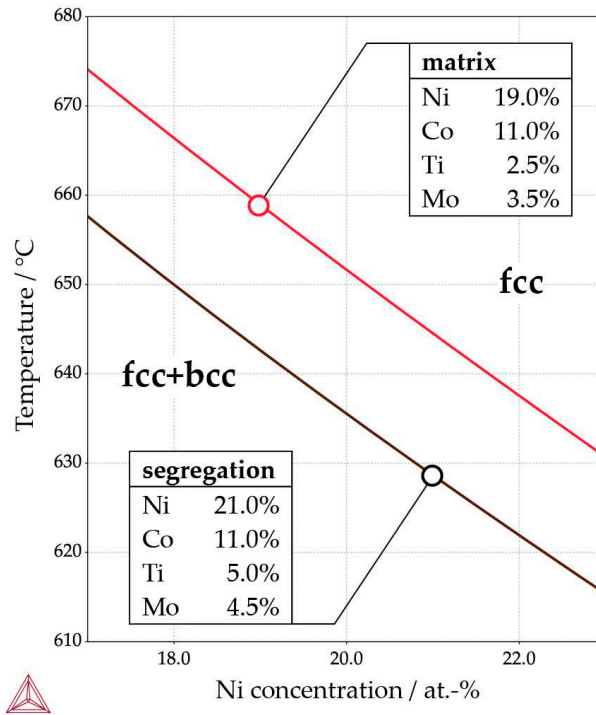 680
670
660
650
640
630
620
610
Temperature / °C
matrix
Ni 19.0%
Co 11.0%
Ti 2.5%
Mo 3.5%
fcc
fcc+bcc
segregation
Ni 21.0%
Co 11.0%
Ti 5.0%
Mo 4.5%
18.0 20.0 22.0
Ni concentration / at.-%